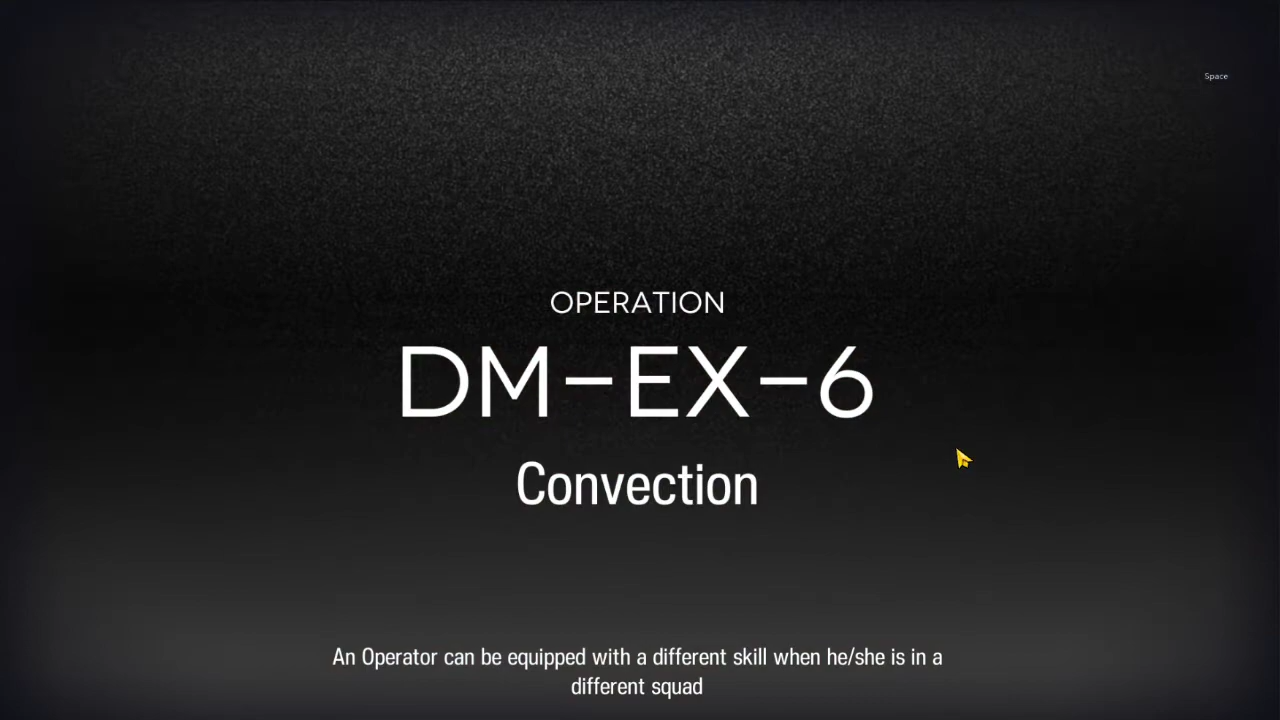 Space
OPERATION
DM-EX-6
Convection
An Operator can be equipped with a different skill when he/she is in a
different squad